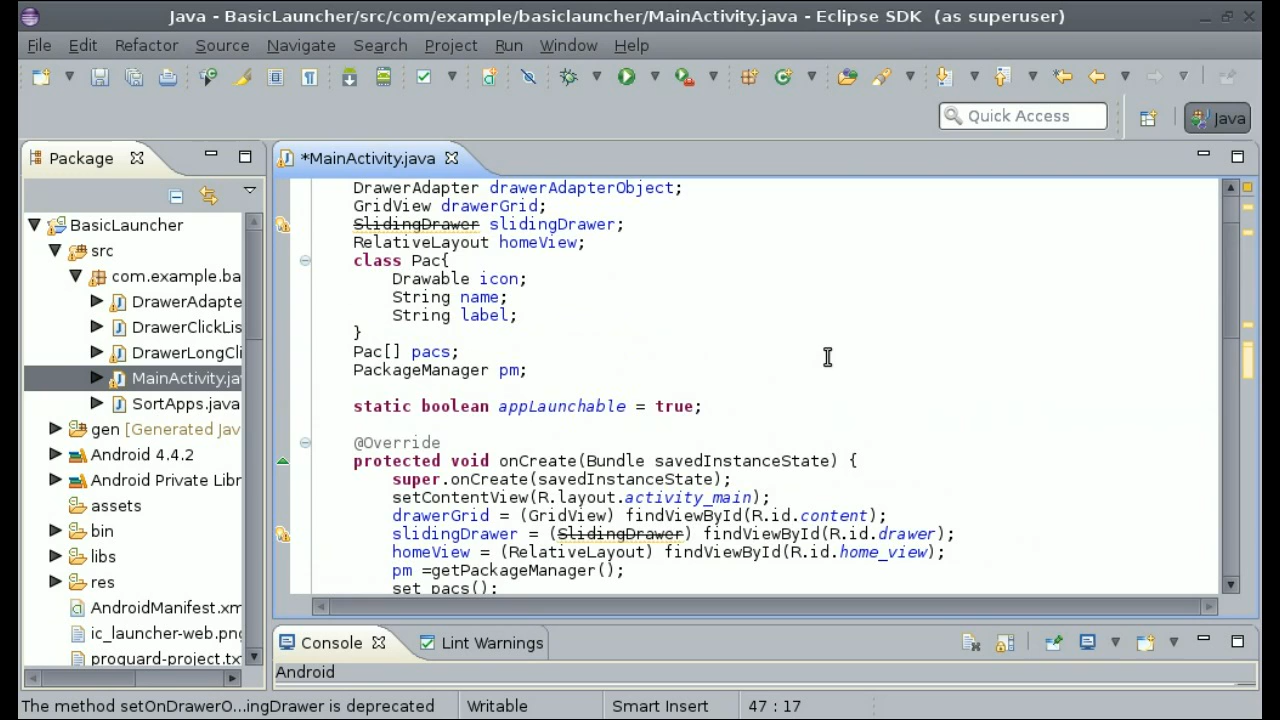 Java - BasicLauncher/src/com/example/basiclauncher/MainActivity.java - Eclipse SDK (as superuser)
File Edit Refactor Source Navigate Search Project Run Window Help
Quick Access
Java
Package
*MainActivity.java
BasicLauncher
src
com.example.ba
DrawerAdapte
DrawerClickLis
DrawerLongCli
MainActivity.ja
SortApps.java
gen [Generated Jav
Android 4.4.2
Android Private Libr
assets
bin
libs
res
AndroidManifest.xm
ic_launcher-web.png
proguard-project.tx
DrawerAdapter drawerAdapterObject;
GridView drawerGrid;
SlidingDrawer slidingDrawer;
RelativeLayout homeView;
class Pac{
Drawable icon;
String name;
String label;
}
Pac[] pacs;
PackageManager pm;
static boolean appLaunchable = true;
@Override
protected void onCreate(Bundle savedInstanceState) {
super.onCreate(savedInstanceState);
setContentView(R.layout.activity_main);
drawerGrid = (GridView) findViewById(R.id.content);
slidingDrawer = (SlidingDrawer) findViewById(R.id.drawer);
homeView = (RelativeLayout) findViewById(R.id.home_view);
pm =getPackageManager();
set_pacs();
Console Lint Warnings
Android
The method setOnDrawerO...ingDrawer is deprecated Writable Smart Insert 47 : 17